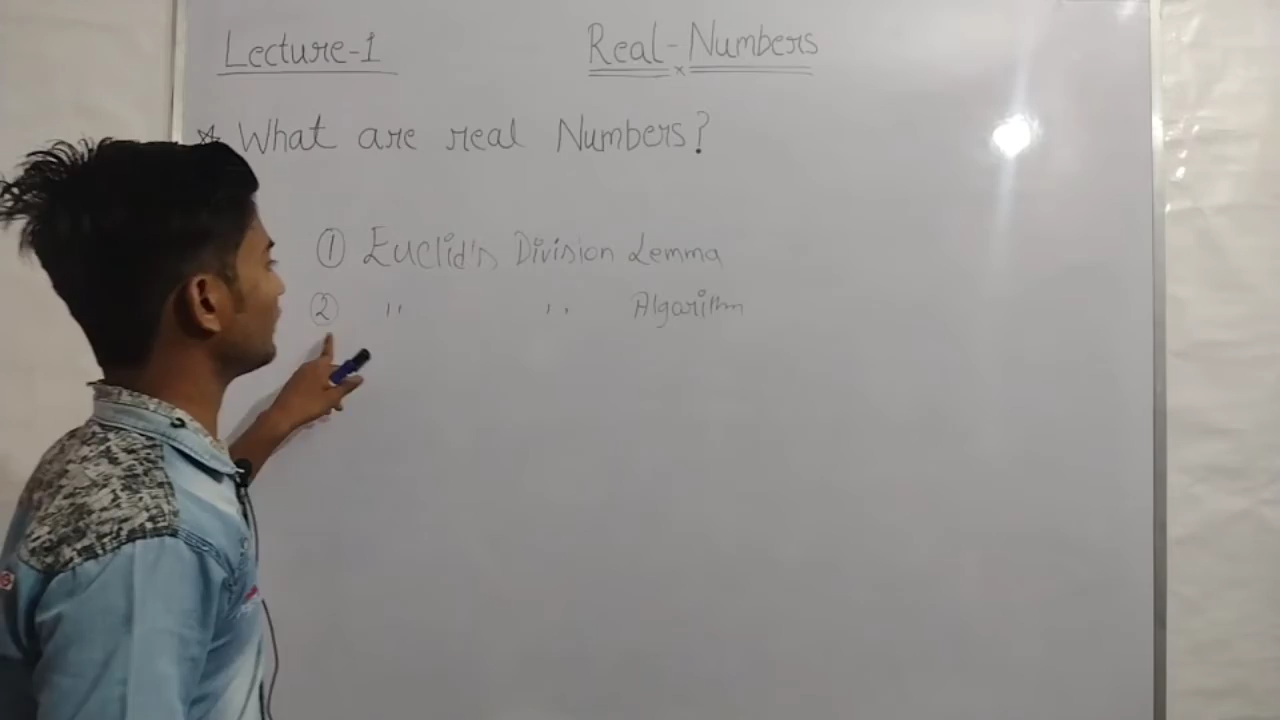 Lecture-1
Real-Numbers
What are real Numbers?
① Euclid's Division Lemma
② " " Algorithm